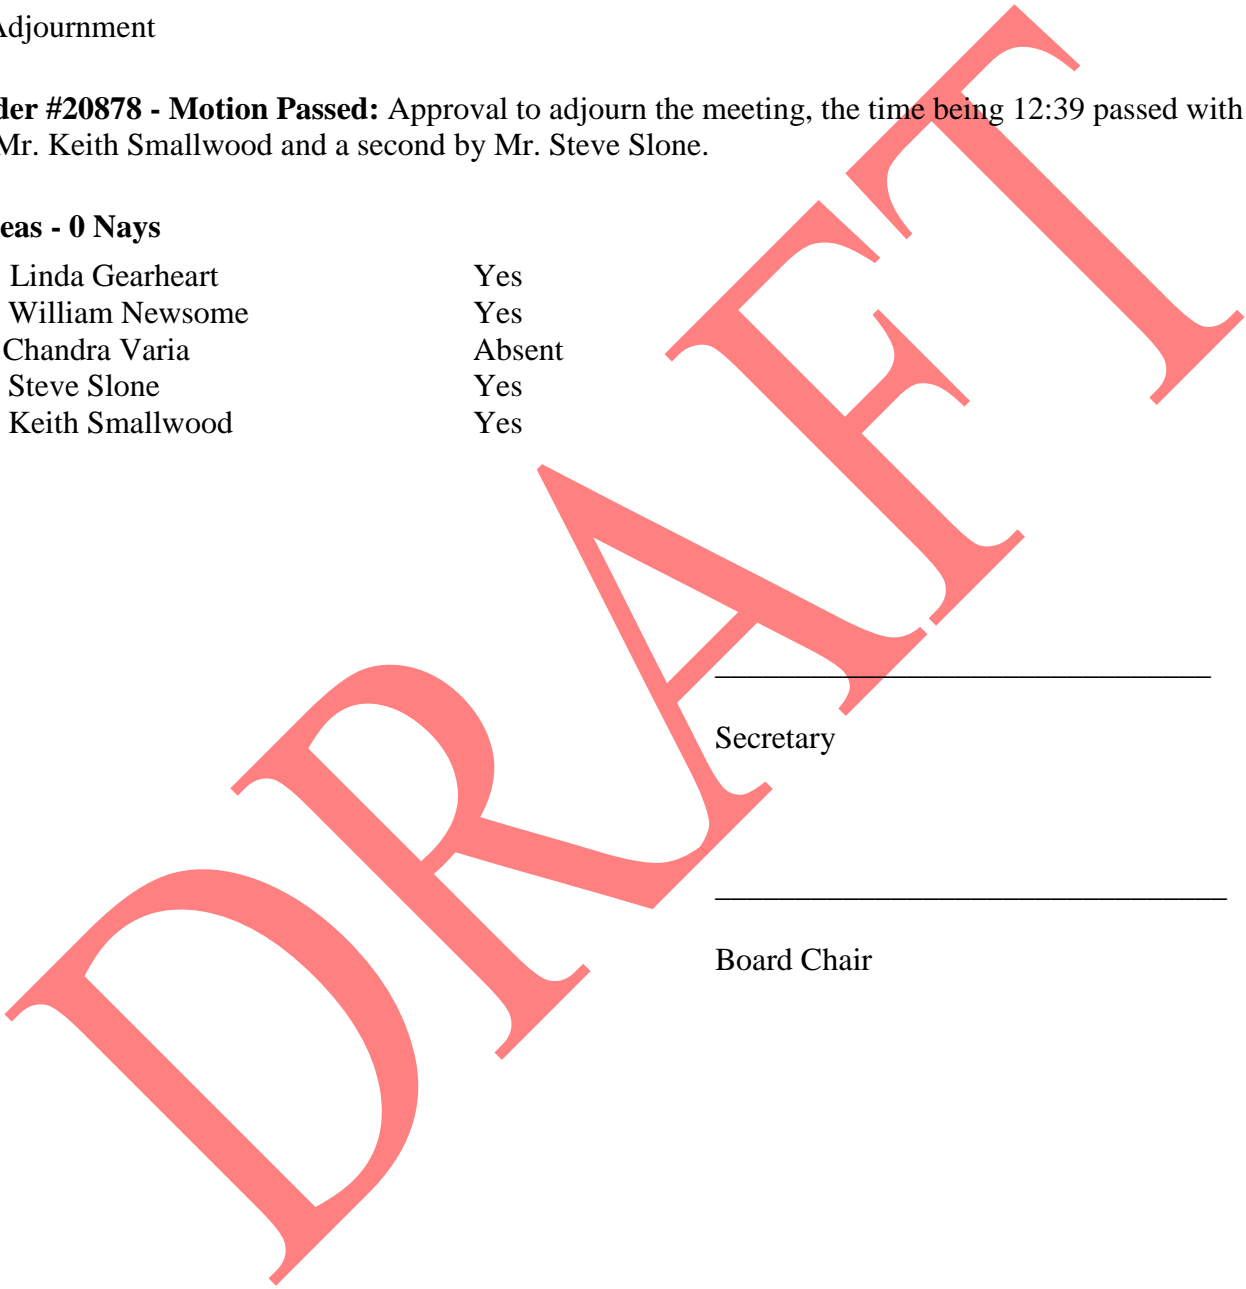 Adjournment
der #20878 - Motion Passed: Approval to adjourn the meeting, the time being 12:39 passed with
Mr. Keith Smallwood and a second by Mr. Steve Slone.
eas - 0 Nays
Linda Gearheart Yes
William Newsome Yes
Chandra Varia Absent
Steve Slone Yes
Keith Smallwood Yes
Secretary
Board Chair
DRAFT